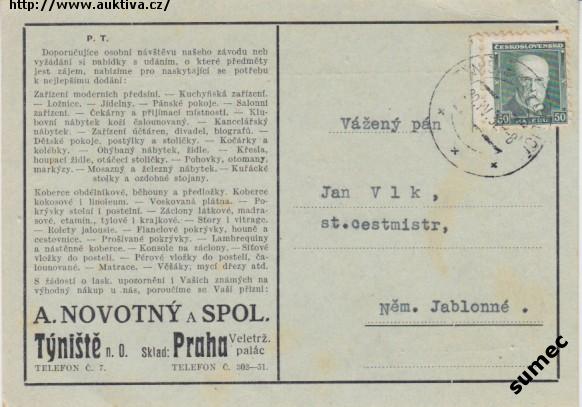 http://www.auktiva.cz/
P. T.
Doporučujíce osobní návštěvu našeho závodu neb
vyžádání si nabídky s udáním, o které předměty
jest zájem, nabízíme pro naskytající se potřebu
k nejlepšímu dodání:
Zařízení moderních předsíní. — Kuchyňská zařízení.
— Ložnice. — Jídelny. — Pánské pokoje. — Salonní
zařízení. — Čekárny a přijímací místnosti. — Klu-
bovní nábytek koží čalounovaný. — Kancelářský
nábytek. — Zařízení účtáren, divadel, biografů. —
Dětské pokoje, postýlky a stoličky. — Kočárky a
kolébky. — Ohýbaný nábytek, židle. — Křesla,
houpací židle, otáčecí stoličky. — Pohovky, otomany,
markýzy. — Mosazný a železný nábytek. — Kuřácké
stolky a ozdobné stojany.
Koberce obdélníkové, běhouny a předložky. Koberce
kokosové i linoleum. — Voskovaná plátna. — Po-
krývky stolní i postelní. — Záclony látkové, madra-
sové, etamin., tylové i krajkové. — Story i vitrage.
— Rolety jalousie. — Flanelové pokrývky, houně a
cestovnice. — Prošívané pokrývky. — Lambrequiny
a nástěnné koberce. — Konsole na záclony. — Síťové
vložky do postelí. — Pérové vložky do postelí, ča-
lounované. — Matrace. — Věšáky, mycí dřezy atd.
S žádostí o lask. upozornění i Vašich známých na
výhodný nákup u nás, poroučíme se Vaší přízni:
A. NOVOTNÝ A SPOL.
Týniště n. O. Sklad: Praha Veletrž.
palác
TELEFON Č. 7. TELEFON Č. 302—51.
ČESKOSLOVENSKO
50 50
Vážený pán
Jan Vlk,
st.cestmistr,
Něm. Jablonné.
sumec